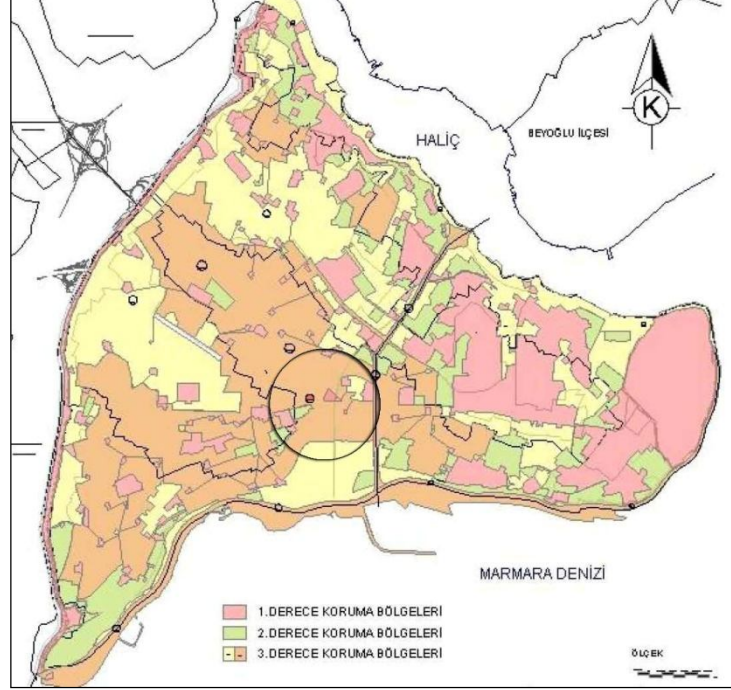 K
HALİÇ
BEYOĞLU İLÇESİ
MARMARA DENİZİ
1.DERECE KORUMA BÖLGELERİ
2.DERECE KORUMA BÖLGELERİ
3.DERECE KORUMA BÖLGELERİ
ÖLÇEK